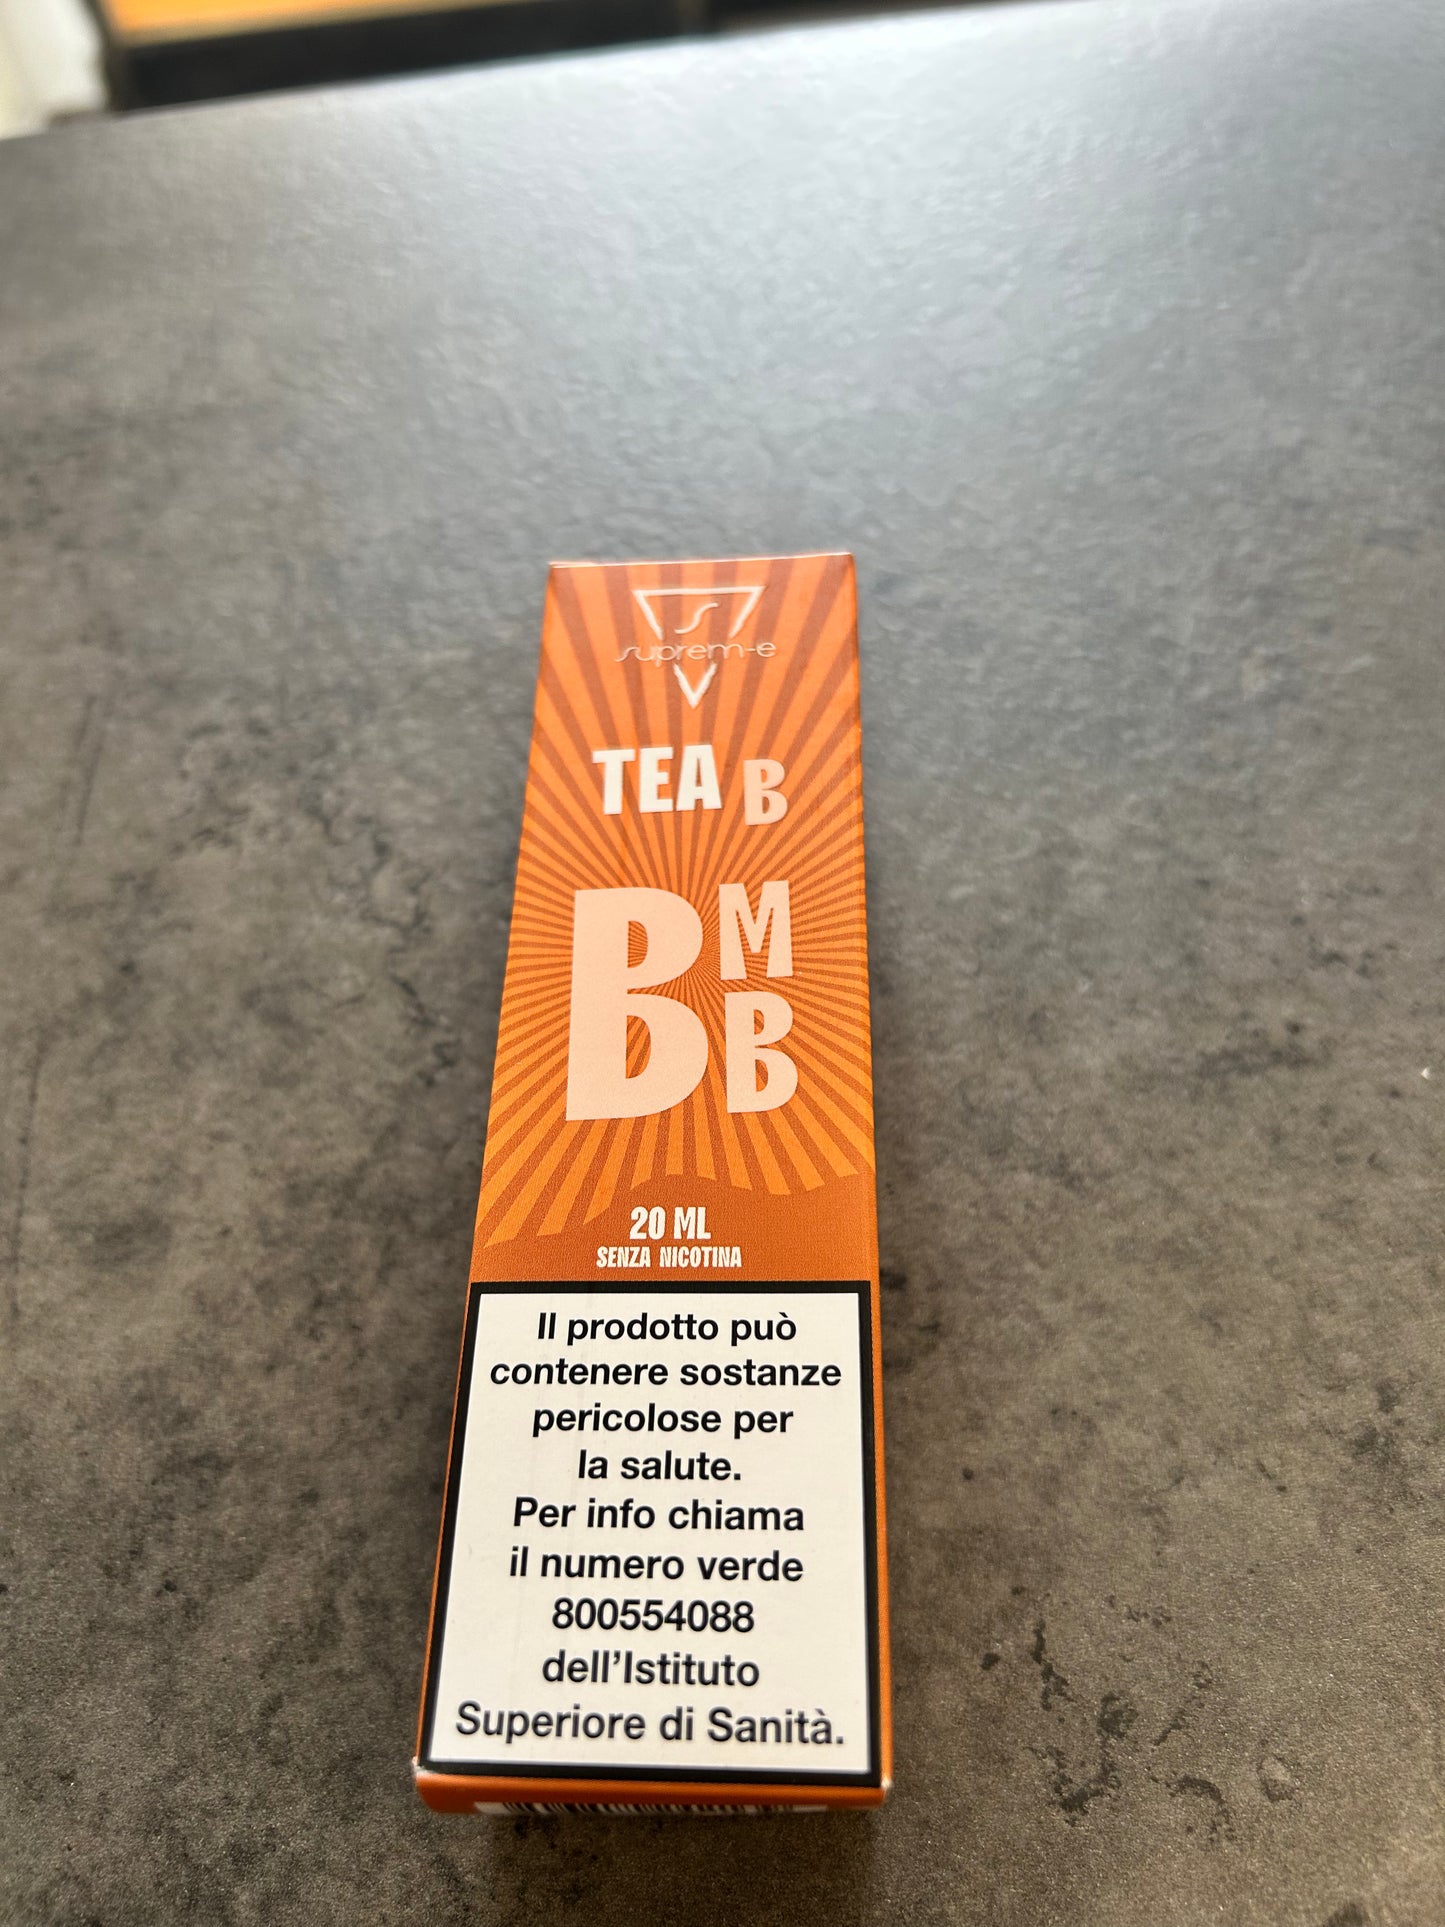 S
suprem-e
TEA B
B M
B
20 ML
SENZA NICOTINA
Il prodotto può
contenere sostanze
pericolose per
la salute.
Per info chiama
il numero verde
800554088
dell'Istituto
Superiore di Sanità.